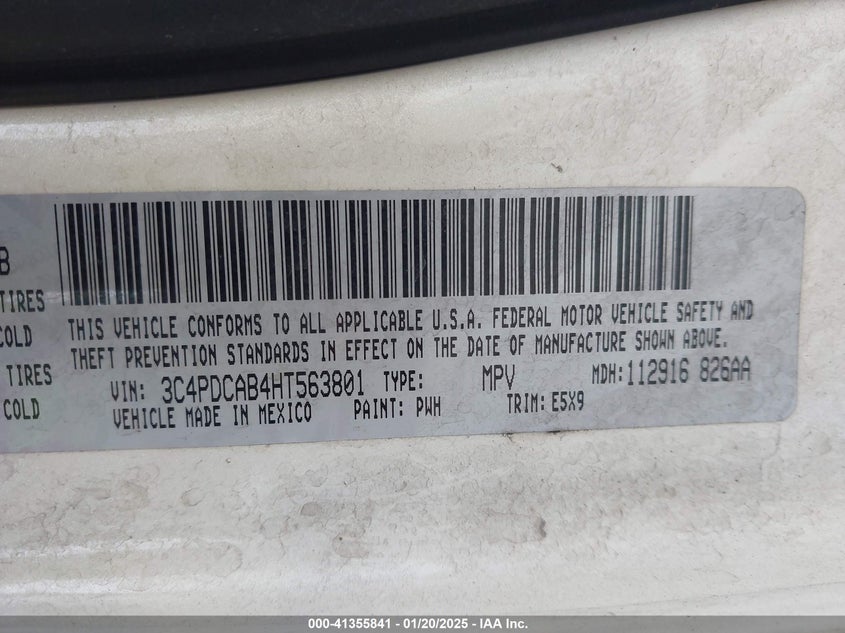 B
TIRES
COLD
TIRES
COLD
THIS VEHICLE CONFORMS TO ALL APPLICABLE U.S.A. FEDERAL MOTOR VEHICLE SAFETY AND
THEFT PREVENTION STANDARDS IN EFFECT ON THE DATE OF MANUFACTURE SHOWN ABOVE.
VIN: 3C4PDCAB4HT563801 TYPE: MPV MDH:112916 826AA
VEHICLE MADE IN MEXICO PAINT: PWH TRIM: E5X9
000-41355841 - 01/20/2025 - IAA Inc.